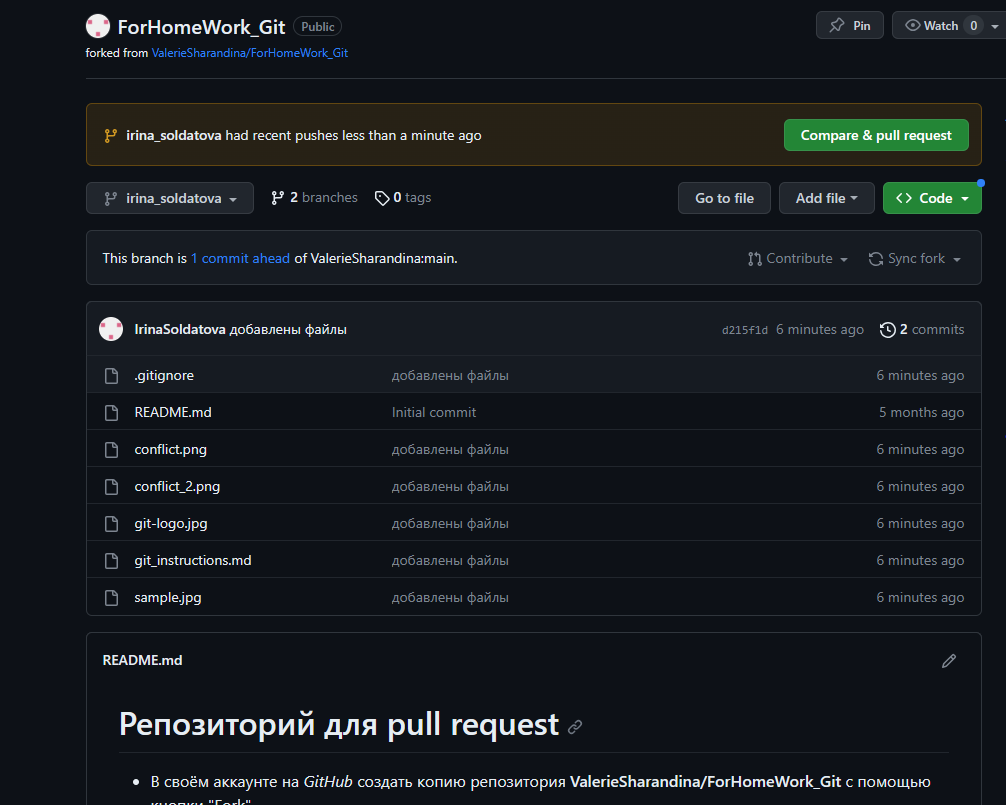 ForHomeWork_Git Public Pin Watch 0
forked from ValerieSharandina/ForHomeWork_Git
irina_soldatova had recent pushes less than a minute ago Compare & pull request
irina_soldatova 2 branches 0 tags Go to file Add file <> Code
This branch is 1 commit ahead of ValerieSharandina:main. Contribute Sync fork
IrinaSoldatova добавлены файлы d215f1d 6 minutes ago 2 commits
.gitignore добавлены файлы 6 minutes ago
README.md Initial commit 5 months ago
conflict.png добавлены файлы 6 minutes ago
conflict_2.png добавлены файлы 6 minutes ago
git-logo.jpg добавлены файлы 6 minutes ago
git_instructions.md добавлены файлы 6 minutes ago
sample.jpg добавлены файлы 6 minutes ago
README.md
Репозиторий для pull request
• В своём аккаунте на GitHub создать копию репозитория ValerieSharandina/ForHomeWork_Git с помощью
кнопки "Fork"